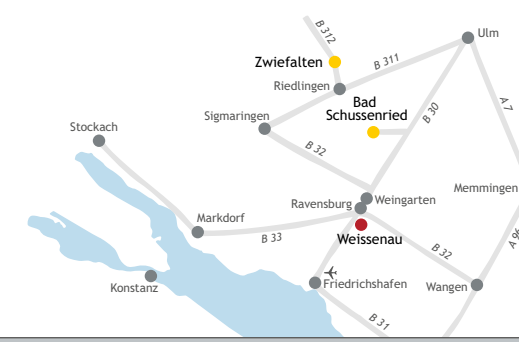 B 312
Ulm
Zwiefalten
B 311
Riedlingen
A 7
Bad
Schussenried
B 30
Sigmaringen
Stockach
B 32
Memmingen
Ravensburg
Weingarten
Markdorf
B 33
Weissenau
A 96
B 32
Konstanz
Friedrichshafen
Wangen
B 31